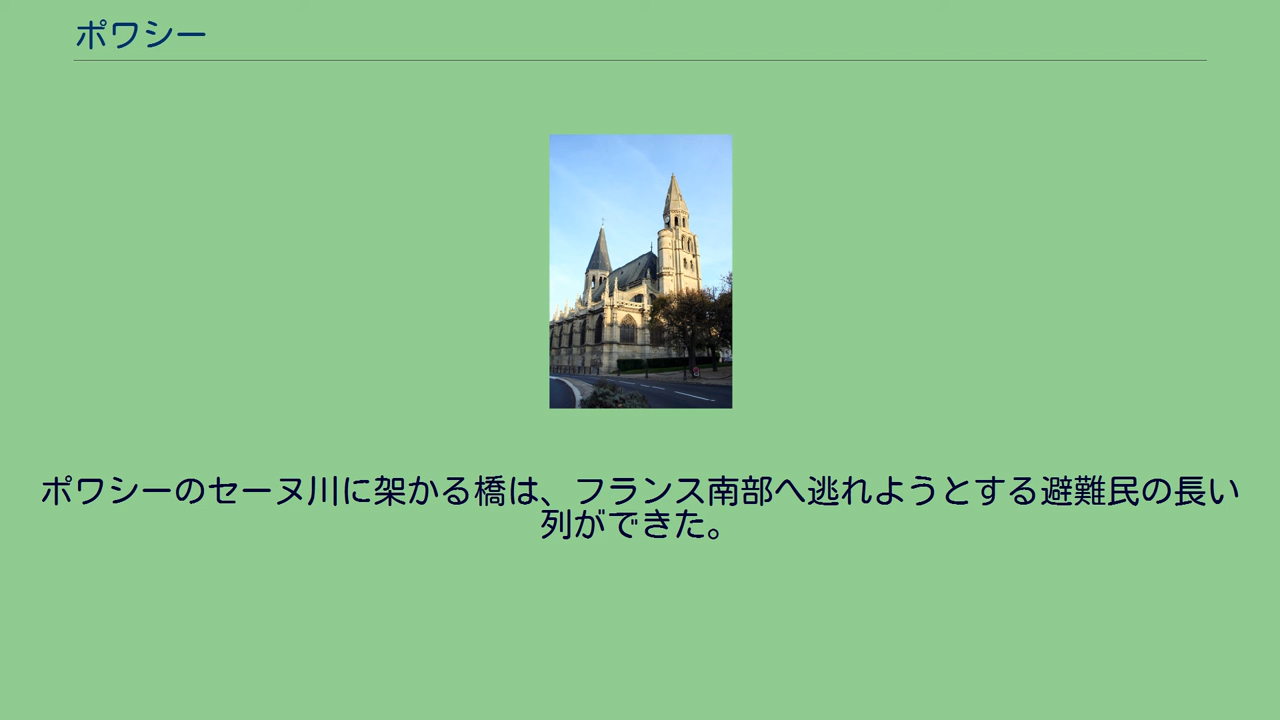 ポワシー
ポワシーのセーヌ川に架かる橋は、フランス南部へ逃れようとする避難民の長い
列ができた。